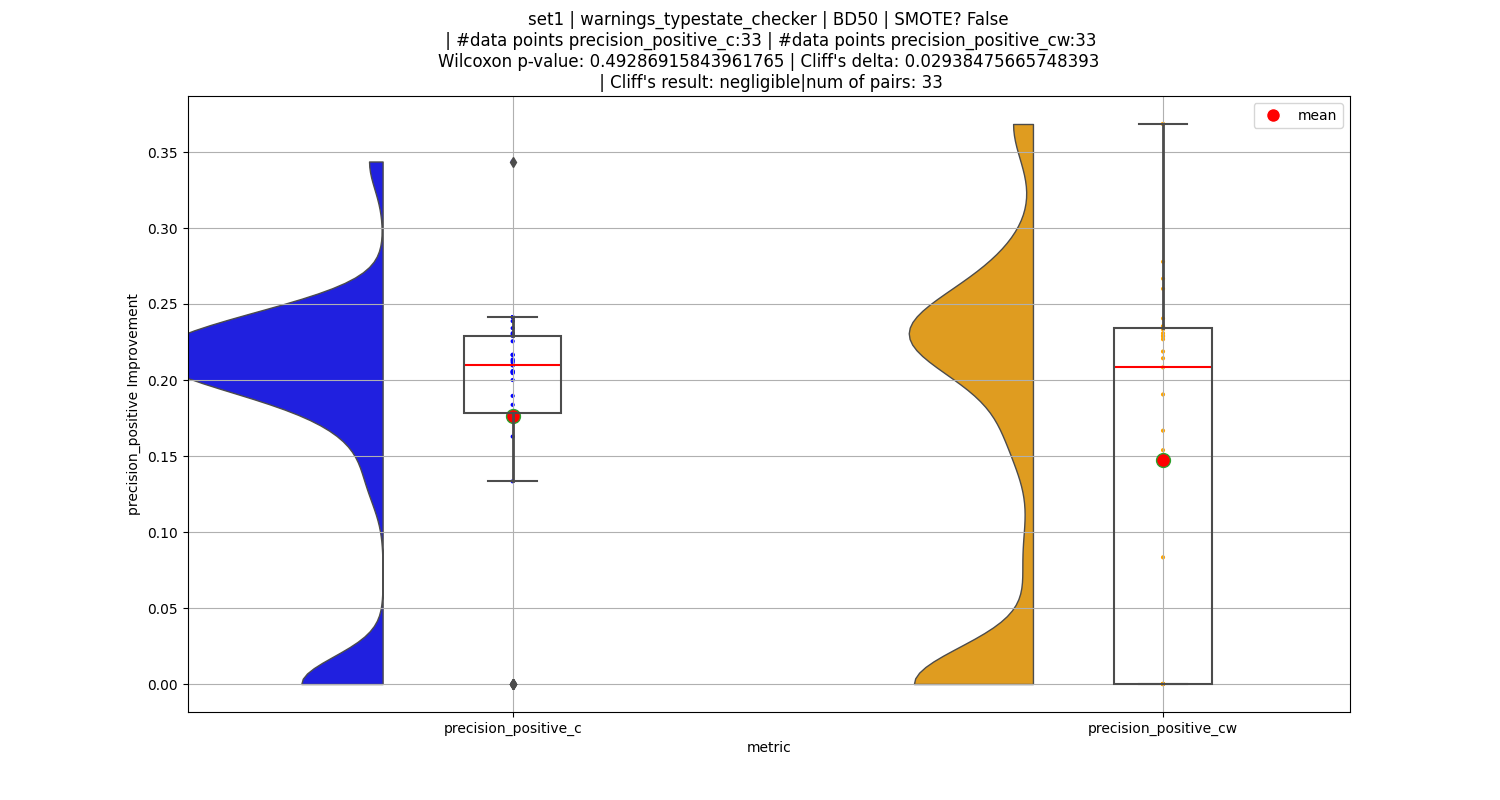 set1 | warnings_typestate_checker | BD50 | SMOTE? False
| #data points precision_positive_c:33 | #data points precision_positive_cw:33
Wilcoxon p-value: 0.49286915843961765 | Cliff's delta: 0.02938475665748393
| Cliff's result: negligible|num of pairs: 33
mean
0.35
0.30
0.25
0.20
0.15
0.10
0.05
0.00
precision_positive Improvement
precision_positive_c
precision_positive_cw
metric